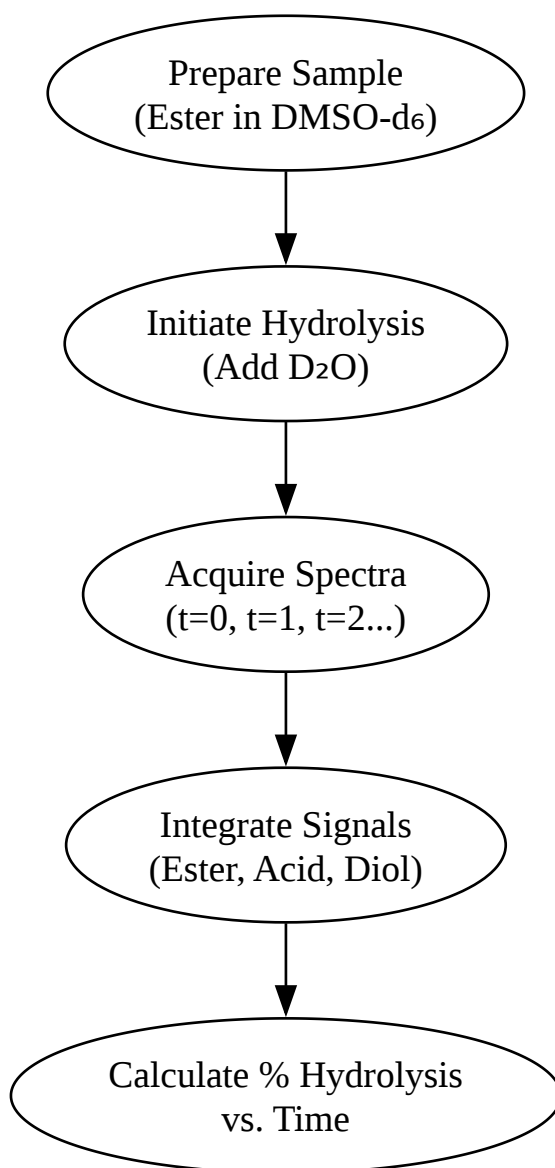 Prepare Sample
(Ester in DMSO-d₆)
Initiate Hydrolysis
(Add D₂O)
Acquire Spectra
(t=0, t=1, t=2...)
Integrate Signals
(Ester, Acid, Diol)
Calculate % Hydrolysis
vs. Time